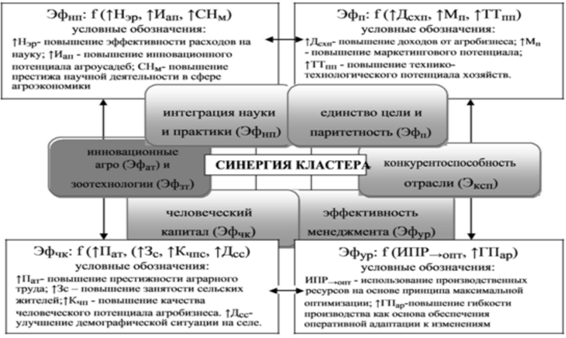 Эфнп: f (↑Нэр, ↑Иап, ↑СНм)
условные обозначения:
↑Нэр- повышение эффективности расходов на
науку; ↑Иап - повышение инновационного
потенциала агроусадеб; СНм- повышение
престижа научной деятельности в сфере
агроэкономики
Эфп: f (↑Дсхп, ↑Мп, ↑ТТпп)
условные обозначения:
↑Дсхп- повышение доходов от агробизнеса; ↑Мп
- повышение маркетингового потенциала;
↑ТТпп - повышение технико-
технологического потенциала хозяйств.
интеграция науки
и практики (Эфнп)
единство цели и
паритетность (Эфп)
инновационные
агро (Эфат) и
зоотехнологии (Эфзт)
СИНЕРГИЯ КЛАСТЕРА
конкурентоспособность
отрасли (Эксп)
человеческий
капитал (Эфчк)
эффективность
менеджмента (Эфур)
Эфчк: f (↑Пат, (↑Зс, ↑Кчпс, ↑Дсс)
условные обозначения:
↑Пат- повышение престижности аграрного
труда; ↑Зс – повышение занятости сельских
жителей;↑Кчп - повышение качества
человеческого потенциала агробизнеса. ↑Дсс-
улучшение демографической ситуации на селе.
Эфур: f (ИПР→опт, ↑ГПар)
условные обозначения:
ИПР→опт - использование производственных
ресурсов на основе принципа максимальной
оптимизации; ↑ГПар-повышение гибкости
производства как основа обеспечения
оперативной адаптации к изменениям